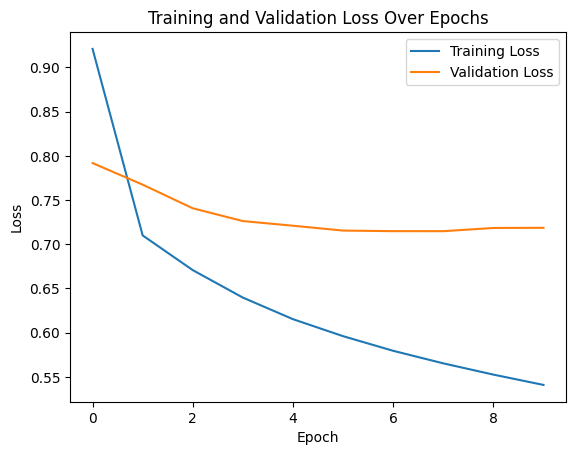 Training and Validation Loss Over Epochs
Training Loss
Validation Loss
0.90
0.85
0.80
0.75
0.70
0.65
0.60
0.55
Loss
0 2 4 6 8
Epoch